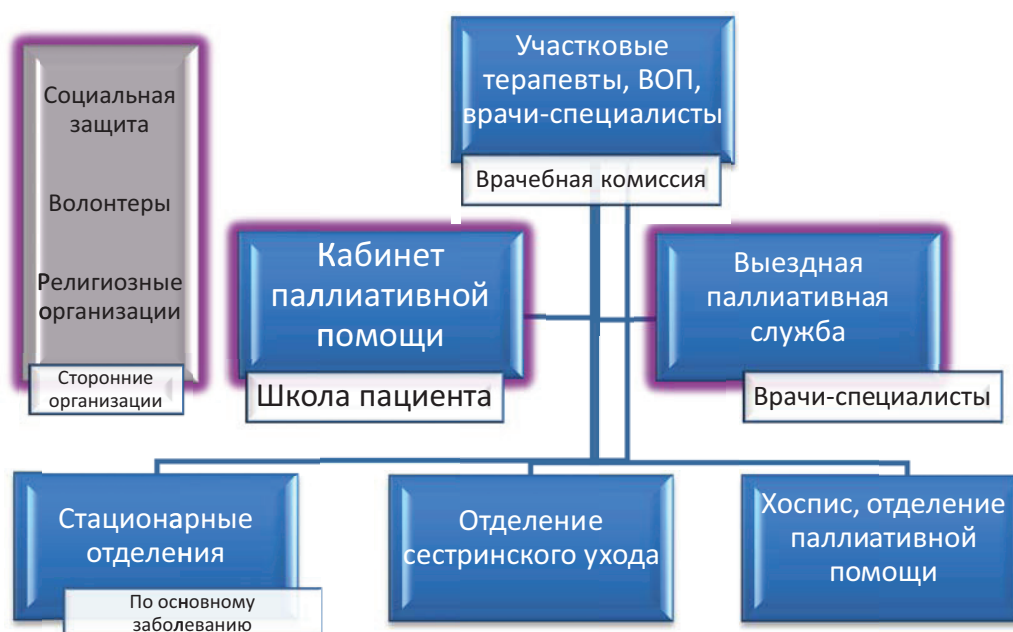 Социальная
защита
Волонтеры
Религиозные
организации
Сторонние
организации
Участковые
терапевты, ВОП,
врачи-специалисты
Врачебная комиссия
Кабинет
паллиативной
помощи
Школа пациента
Выездная
паллиативная
служба
Врачи-специалисты
Стационарные
отделения
По основному
заболеванию
Отделение
сестринского ухода
Хоспис, отделение
паллиативной
помощи